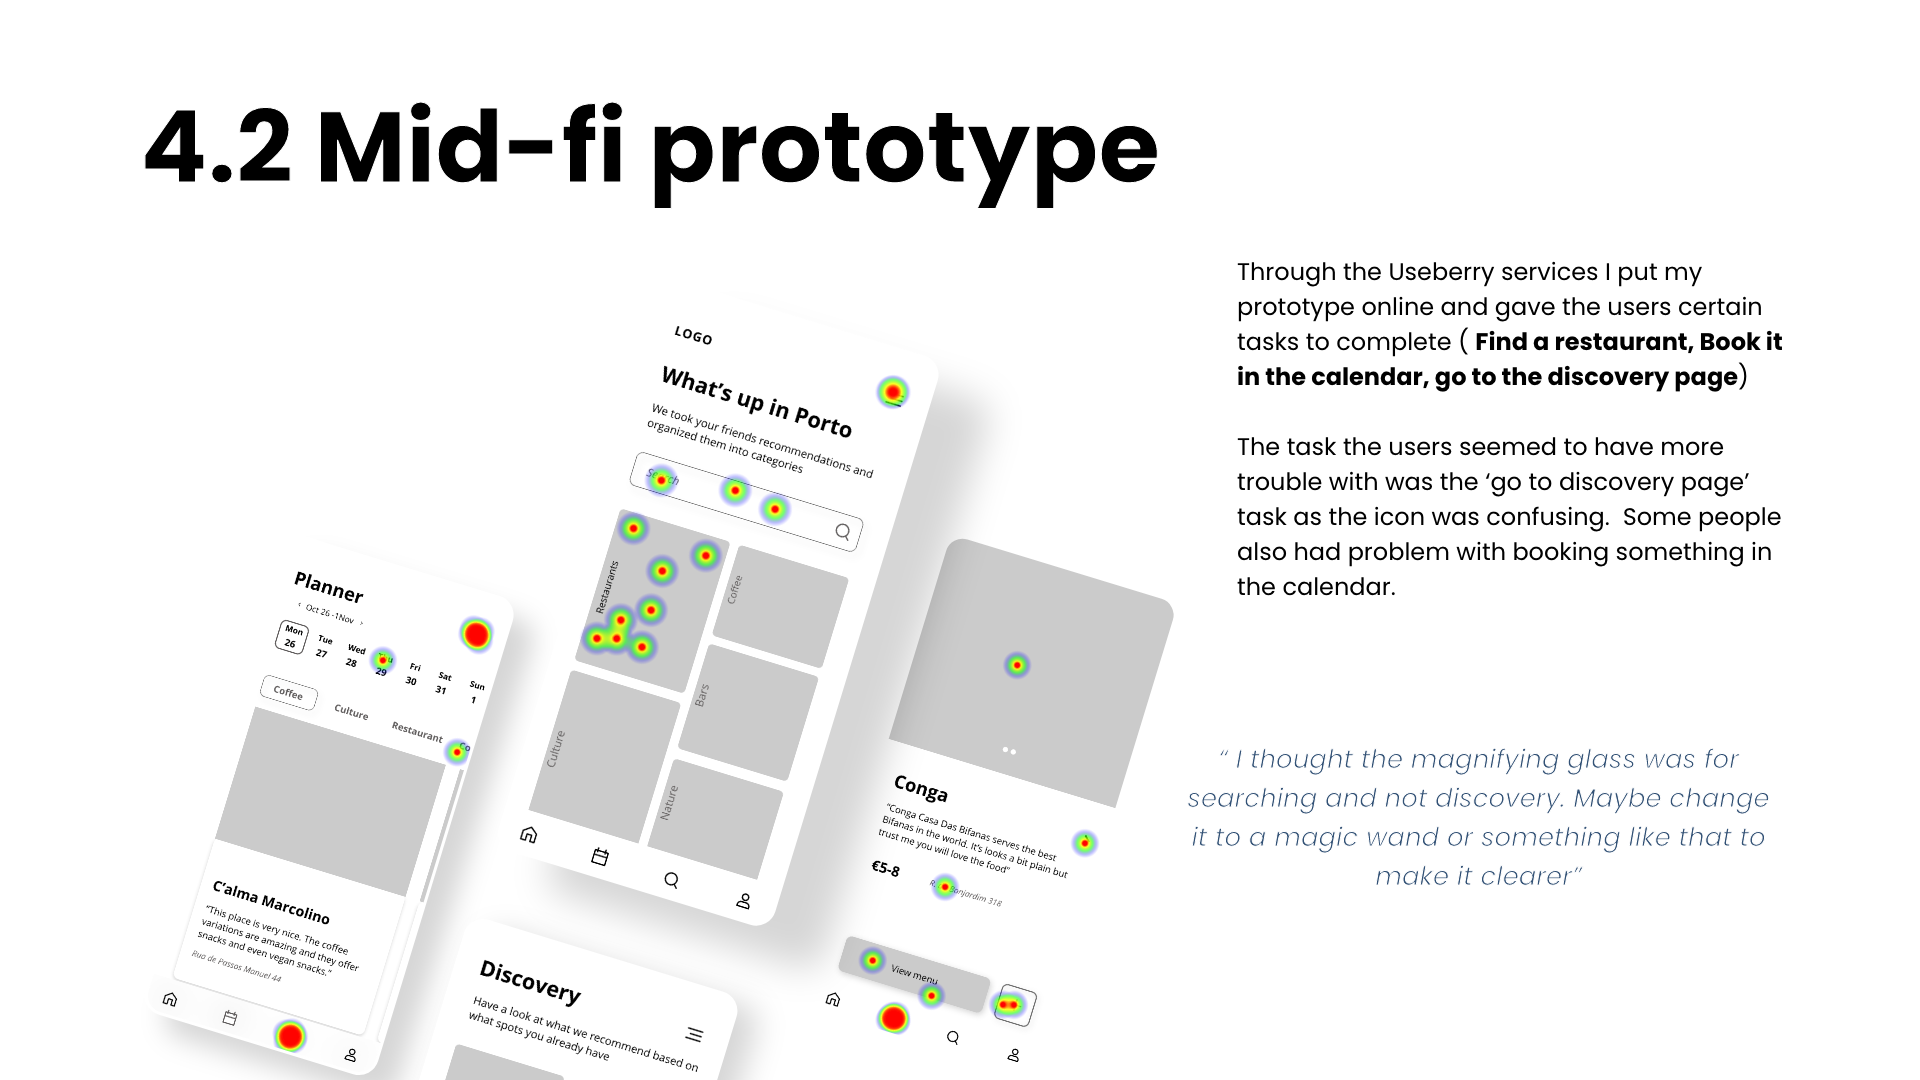 4.2 Mid-fi prototype
Through the Useberry services I put my
prototype online and gave the users certain
tasks to complete ( Find a restaurant, Book it
in the calendar, go to the discovery page)
The task the users seemed to have more
trouble with was the ‘go to discovery page’
task as the icon was confusing.  Some people
also had problem with booking something in
the calendar.
“ I thought the magnifying glass was for
searching and not discovery. Maybe change
it to a magic wand or something like that to
make it clearer”
LOGO
What’s up in Porto
We took your friends recommendations and
organized them into categories
Restaurants
Coffee
Culture
Bars
Nature
Planner
‹ Oct 26 -1Nov ›
Mon Tue Wed Fri Sat Sun
26 27 28 29 30 31 1
Coffee Culture Restaurant
C’alma Marcolino
“This place is very nice. The coffee
variations are amazing and they offer
snacks and even vegan snacks.”
Rua de Passos Manuel 44
Discovery
Have a look at what we recommend based on
what spots you already have
Conga
“Conga Casa Das Bifanas serves the best
Bifanas in the world. It’s looks a bit plain but
trust me you will love the food”
€5-8
Bonjardim 318
View menu